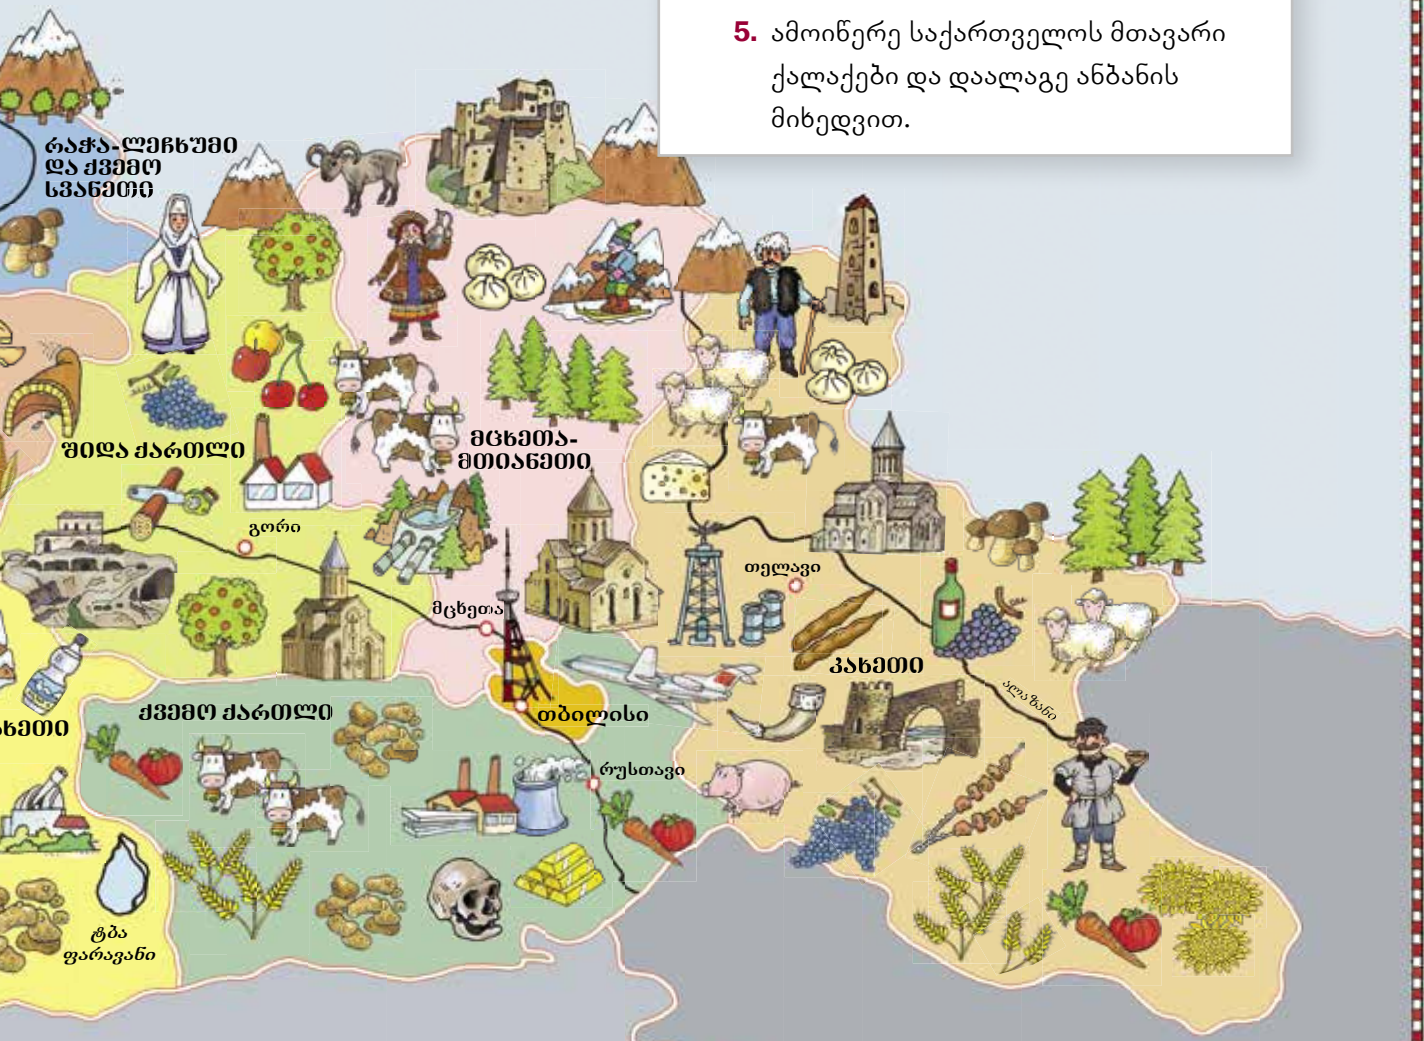 5. ამოიწერე საქართველოს მთავარი
ქალაქები და დაალაგე ანბანის
მიხედვით.
რაჭა-ლეჩხუმი
და ქვემო
სვანეთი
შიდა ქართლი
მცხეთა-
მთიანეთი
გორი
მცხეთა
თელავი
კახეთი
ალაზანი
ქვემო ქართლი
თბილისი
რუსთავი
ტბა
ფარავანი